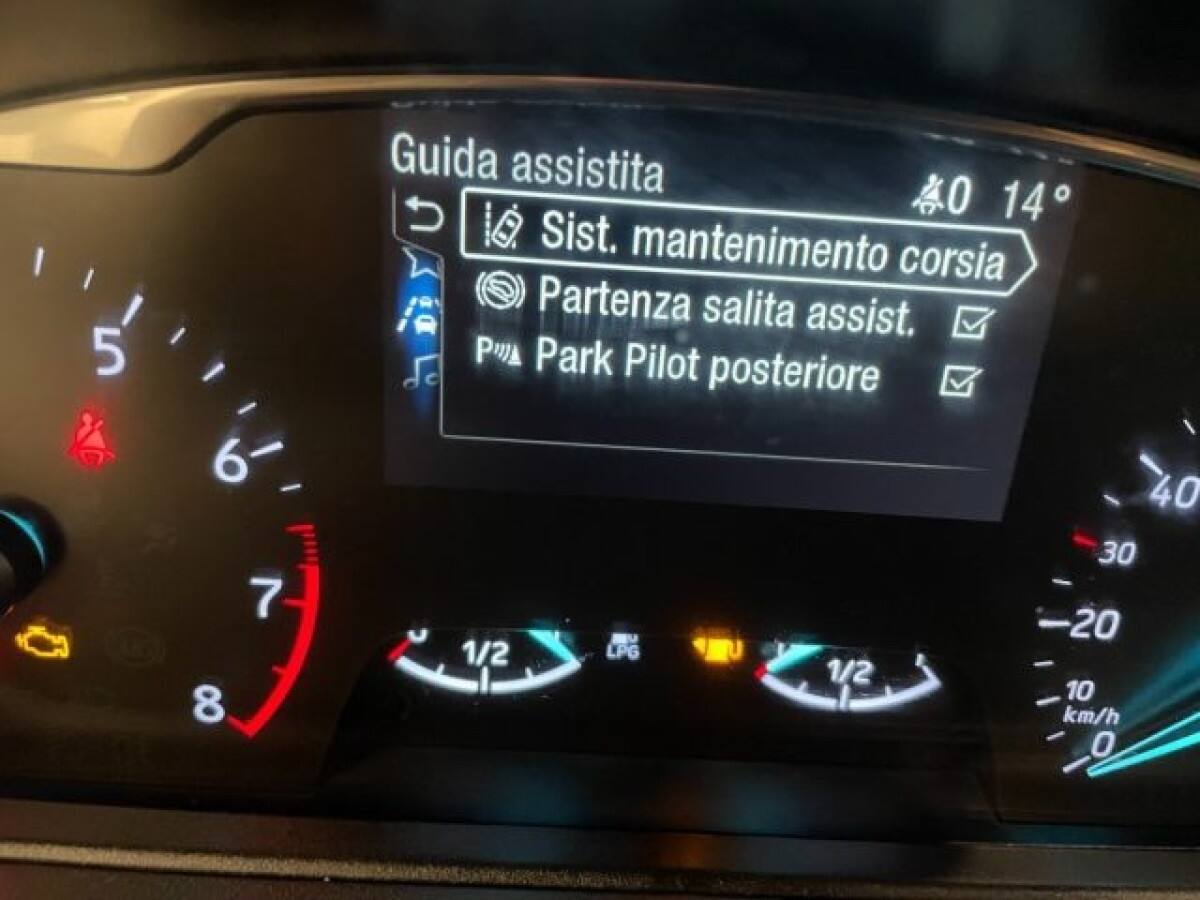 Guida assistita
0 14°
Sist. mantenimento corsia
Partenza salita assist.
P Park Pilot posteriore
5
6
7
8
0 1/2
LPG
1/2
40
30
20
10
km/h
0